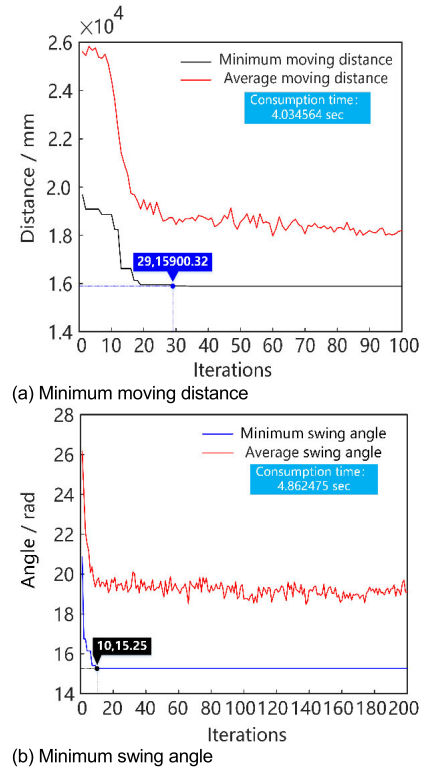 ×10^4
2.6
2.4
2.2
2.0
1.8
1.6
1.4
Distance / mm
Minimum moving distance
Average moving distance
Consumption time:
4.034564 sec
29,15900.32
0 10 20 30 40 50 60 70 80 90 100
Iterations
(a) Minimum moving distance
28
26
24
22
20
18
16
14
Angle / rad
Minimum swing angle
Average swing angle
Consumption time:
4.862475 sec
10,15.25
0 20 40 60 80 100 120 140 160 180 200
Iterations
(b) Minimum swing angle